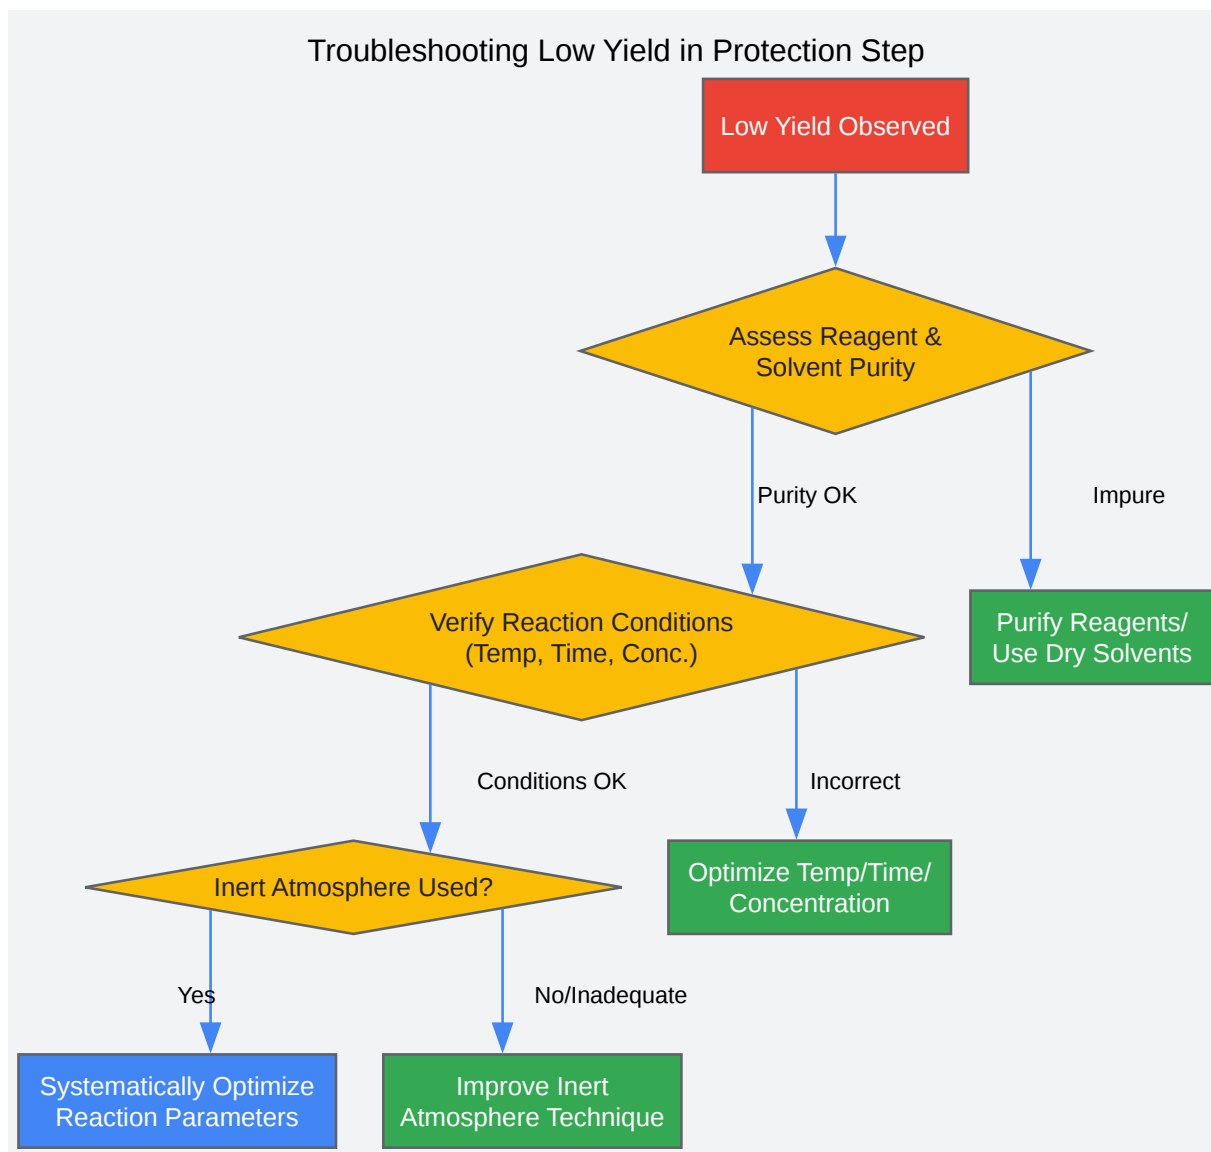 Troubleshooting Low Yield in Protection Step
Low Yield Observed
Assess Reagent &
Solvent Purity
Purity OK
Impure
Verify Reaction Conditions
(Temp, Time, Conc.)
Purify Reagents/
Use Dry Solvents
Conditions OK
Incorrect
Inert Atmosphere Used?
Optimize Temp/Time/
Concentration
Yes
No/Inadequate
Systematically Optimize
Reaction Parameters
Improve Inert
Atmosphere Technique